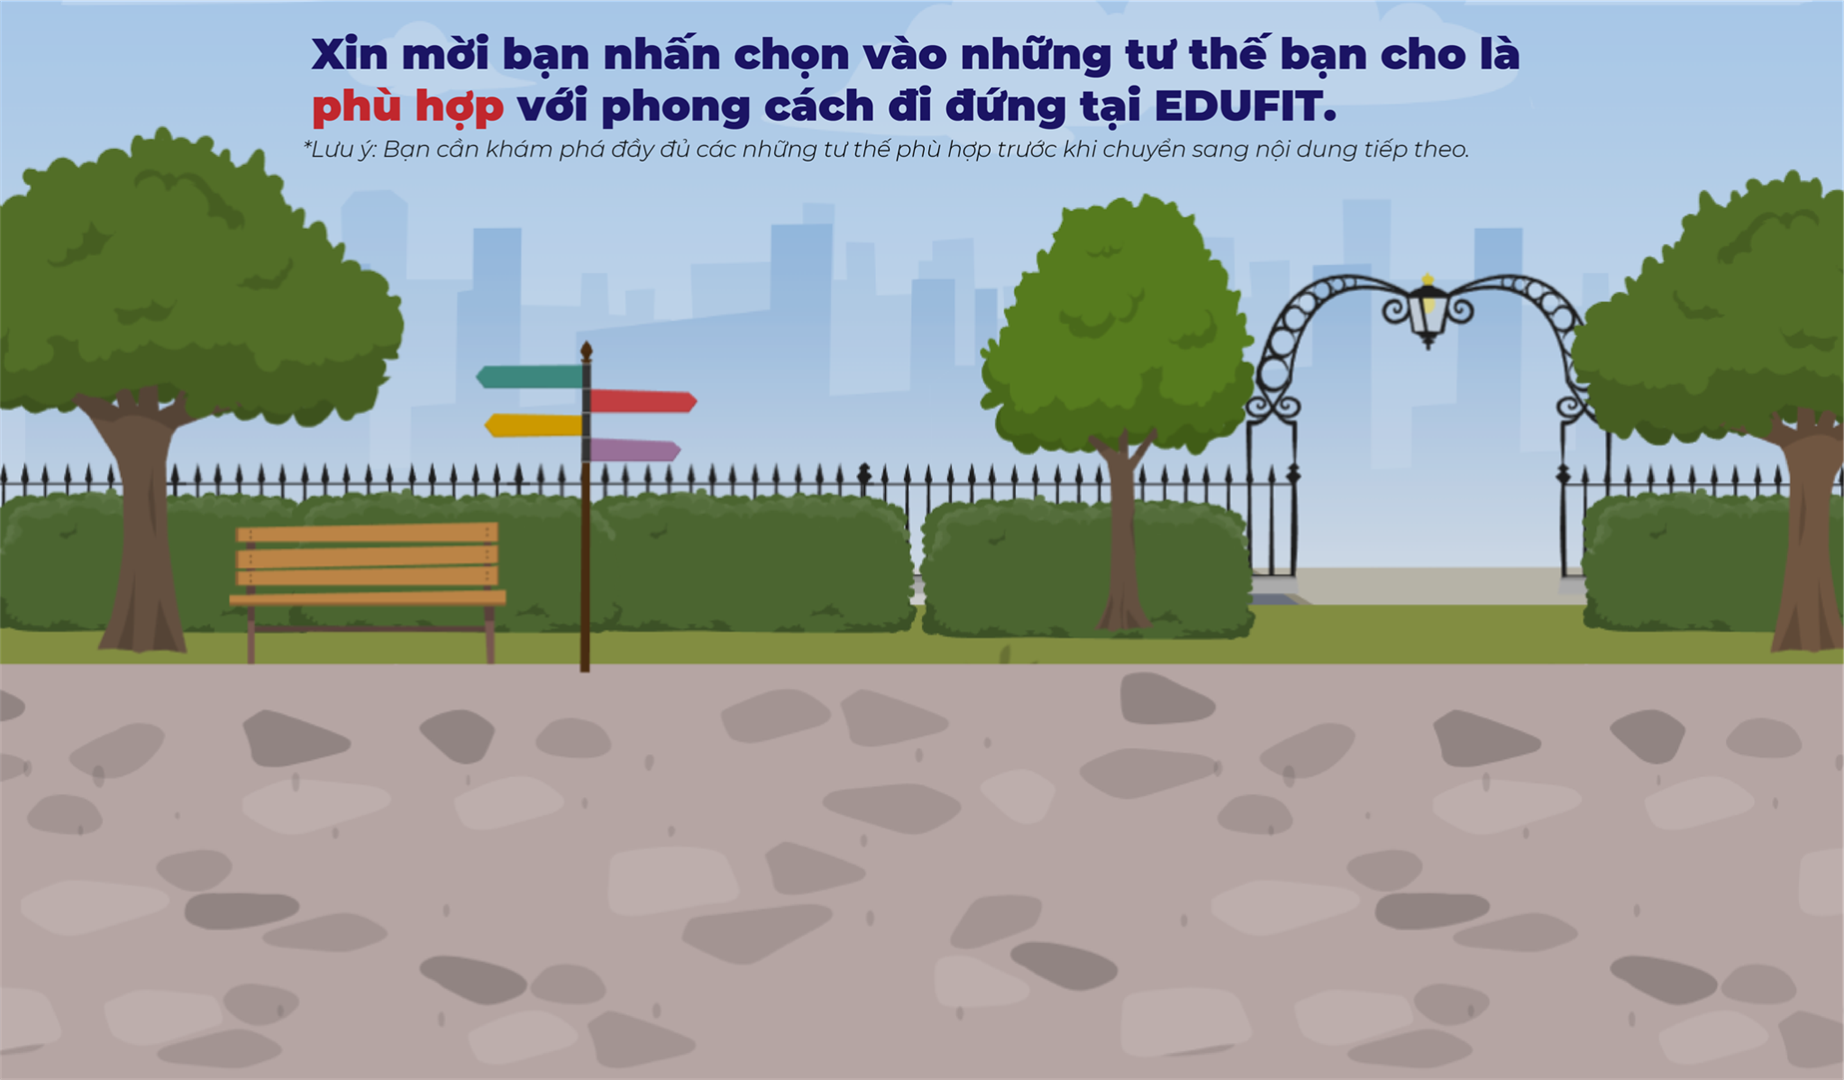 Xin mời bạn nhấn chọn vào những tư thế bạn cho là
phù hợp với phong cách đi đứng tại EDUFIT.
*Lưu ý: Bạn cần khám phá đầy đủ các những tư thế phù hợp trước khi chuyển sang nội dung tiếp theo.